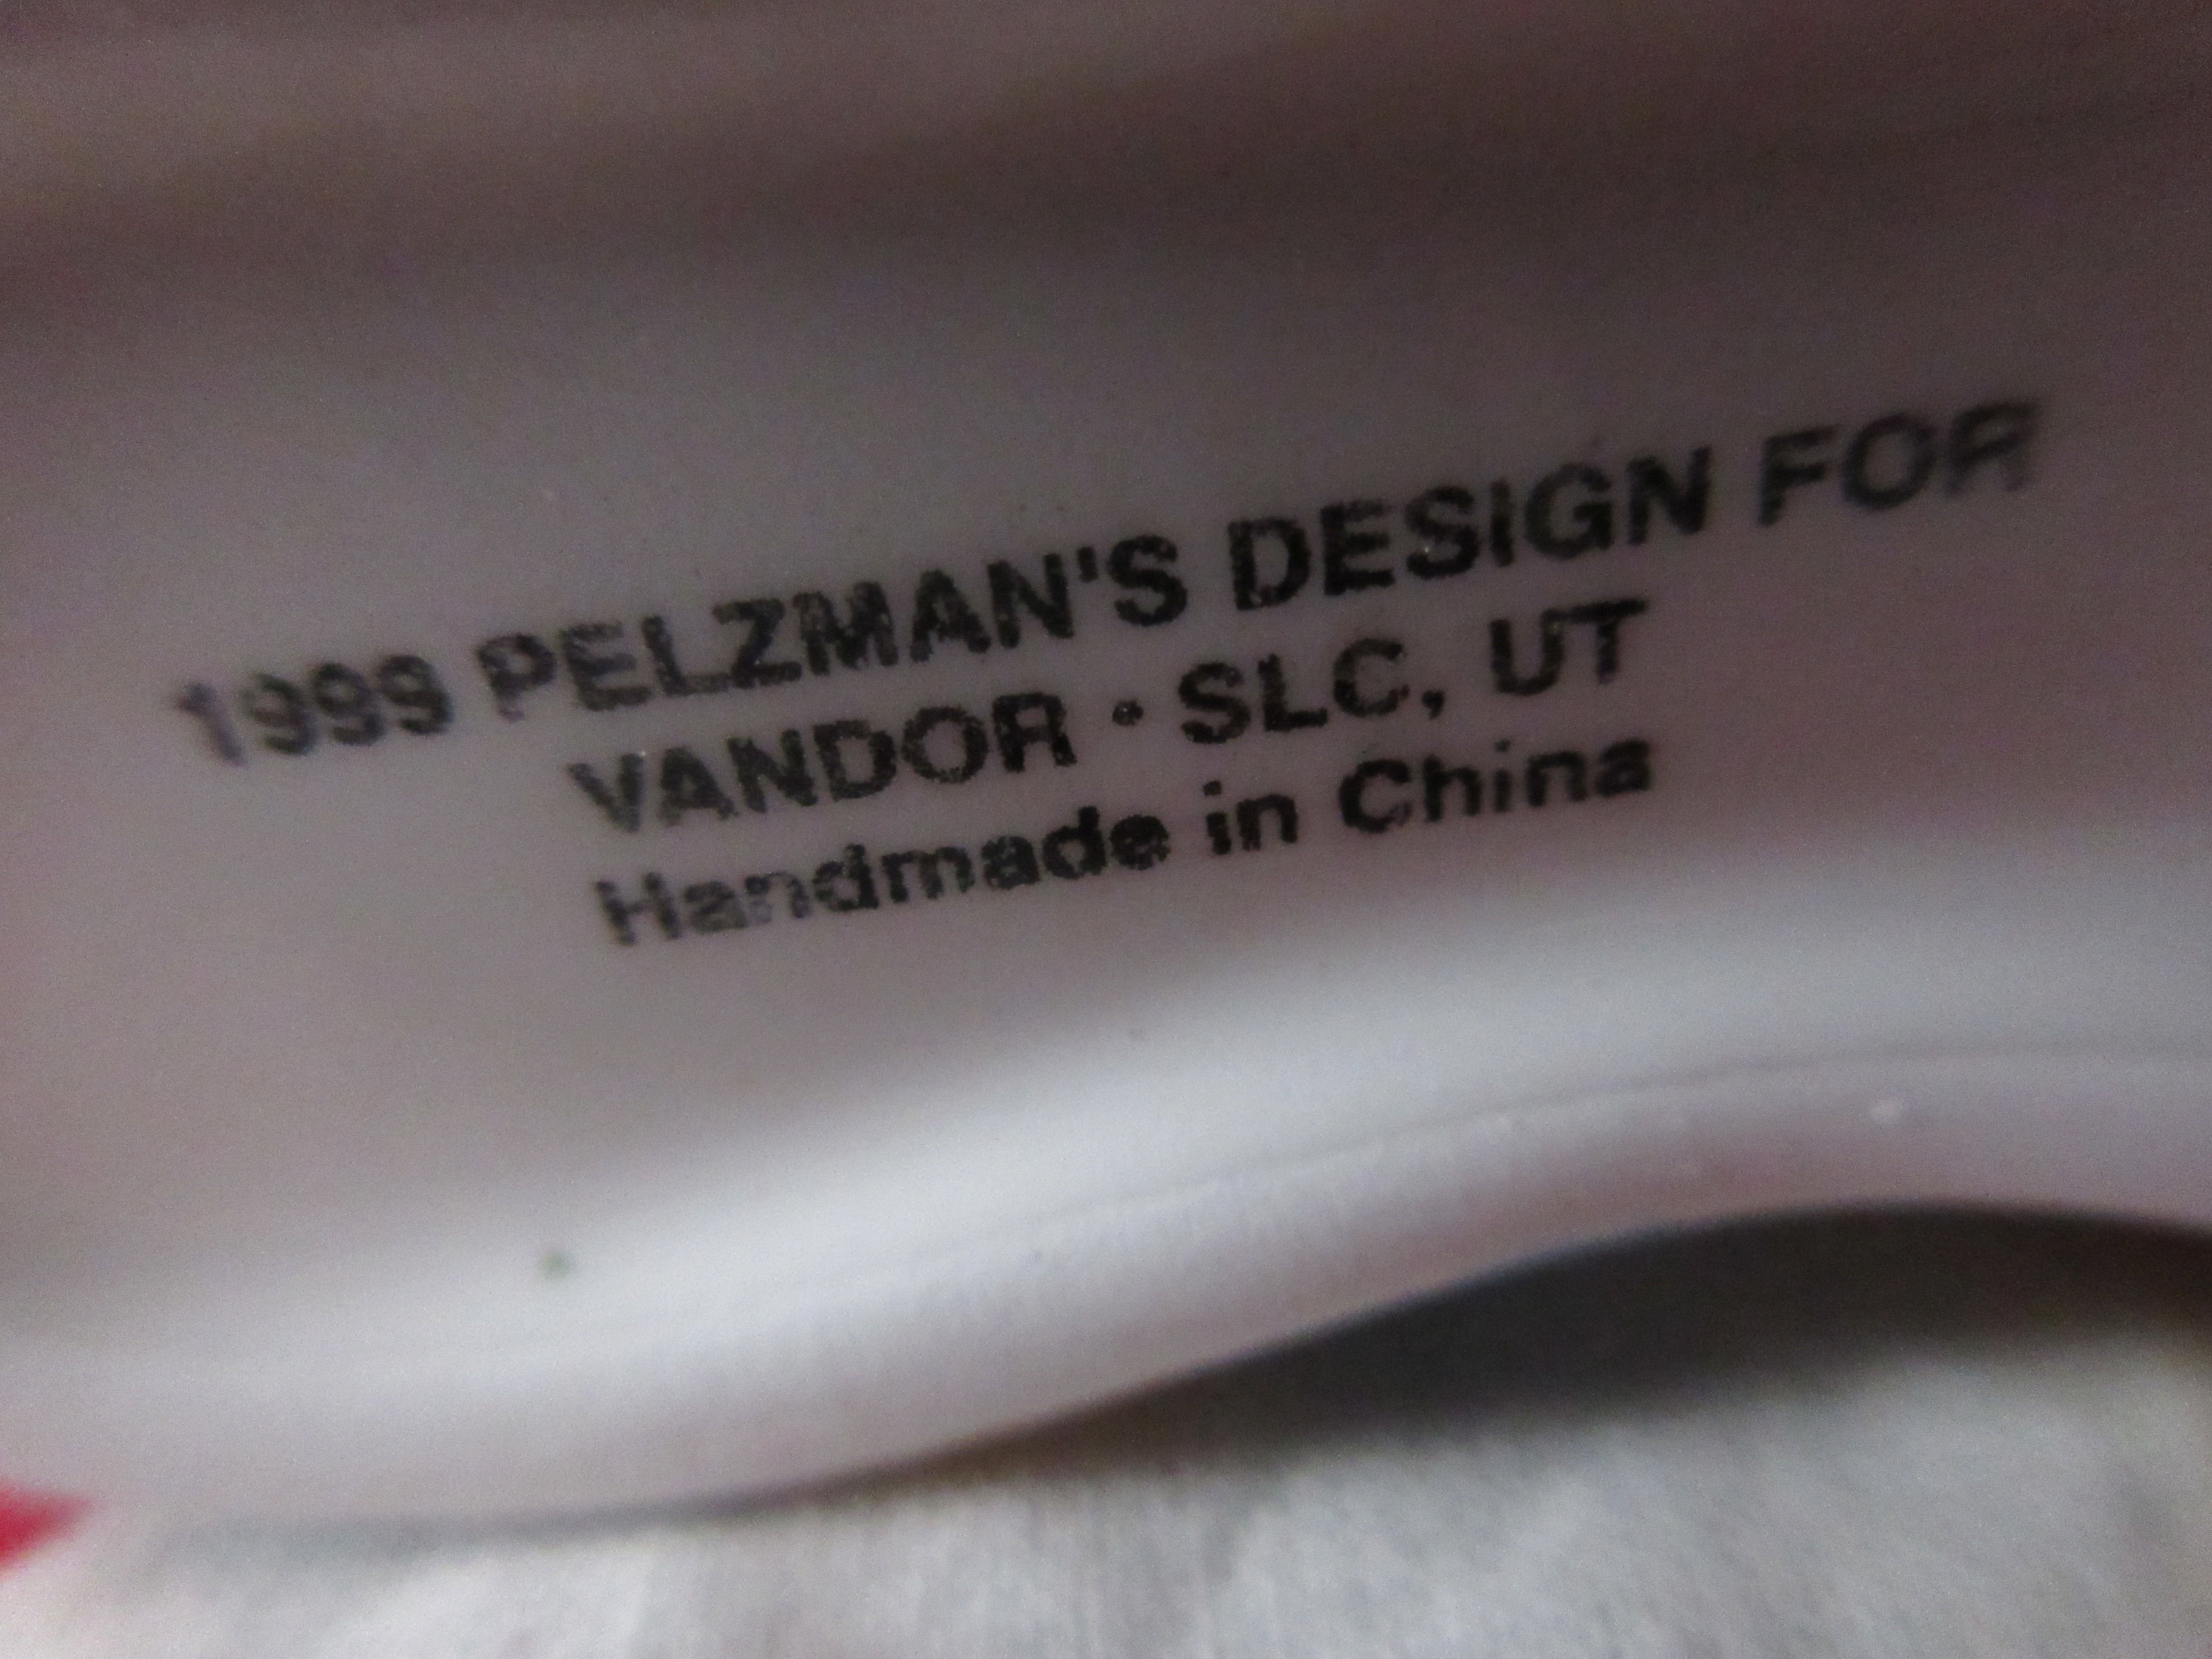 1999 PELZMAN'S DESIGN FOR
VANDOR • SLC, UT
Handmade in China